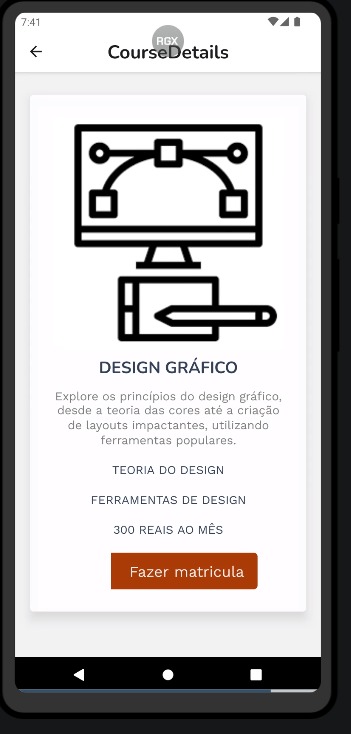 7:41
RGX
CourseDetails
DESIGN GRÁFICO
Explore os princípios do design gráfico,
desde a teoria das cores até a criação
de layouts impactantes, utilizando
ferramentas populares.
TEORIA DO DESIGN
FERRAMENTAS DE DESIGN
300 REAIS AO MÊS
Fazer matricula